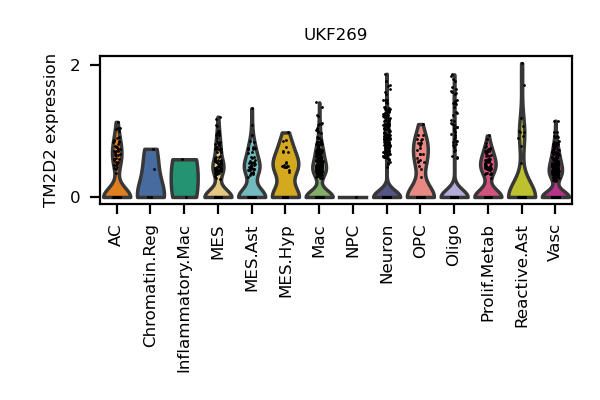 UKF269
TM2D2 expression
2
0
AC
Chromatin.Reg
Inflammatory.Mac
MES
MES.Ast
MES.Hyp
Mac
NPC
Neuron
OPC
Oligo
Prolif.Metab
Reactive.Ast
Vasc